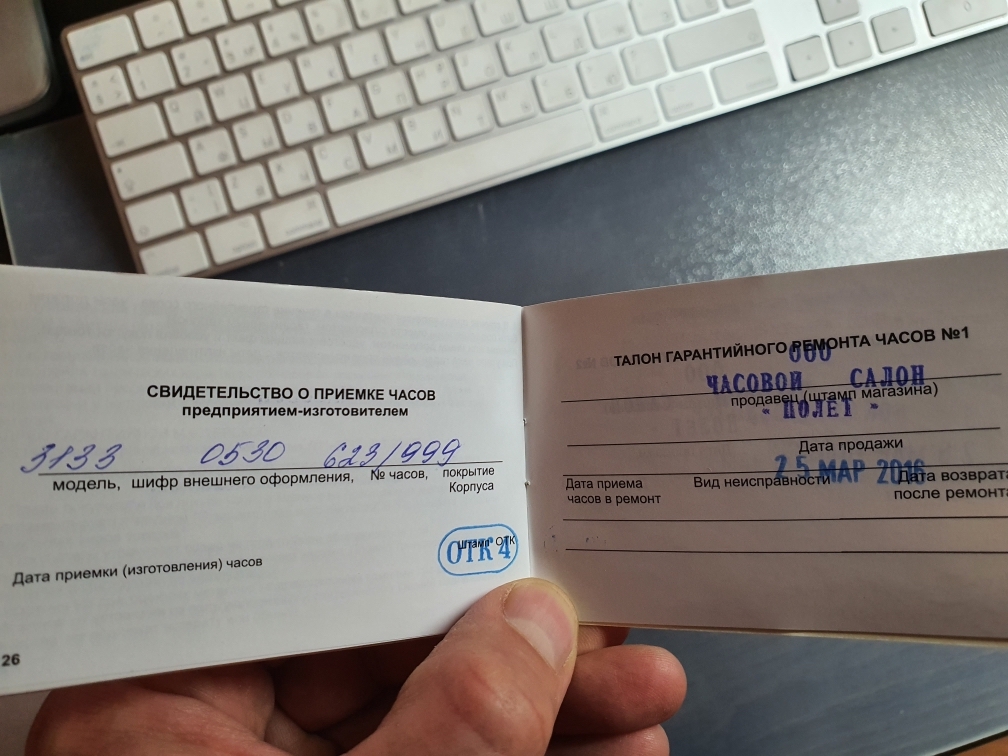 СВИДЕТЕЛЬСТВО О ПРИЕМКЕ ЧАСОВ
предприятием-изготовителем
3133 0530 623/999
модель, шифр внешнего оформления, № часов, покрытие
Корпуса
Штамп ОТК
ОТК 4
Дата приемки (изготовления) часов
26
ТАЛОН ГАРАНТИЙНОГО РЕМОНТА ЧАСОВ №1
ООО
ЧАСОВОЙ САЛОН
продавец (штамп магазина)
"ПОЛЁТ"
Дата продажи
25 МАР 2016
Дата приема
часов в ремонт
Вид неисправности
Дата возврата
после ремонта